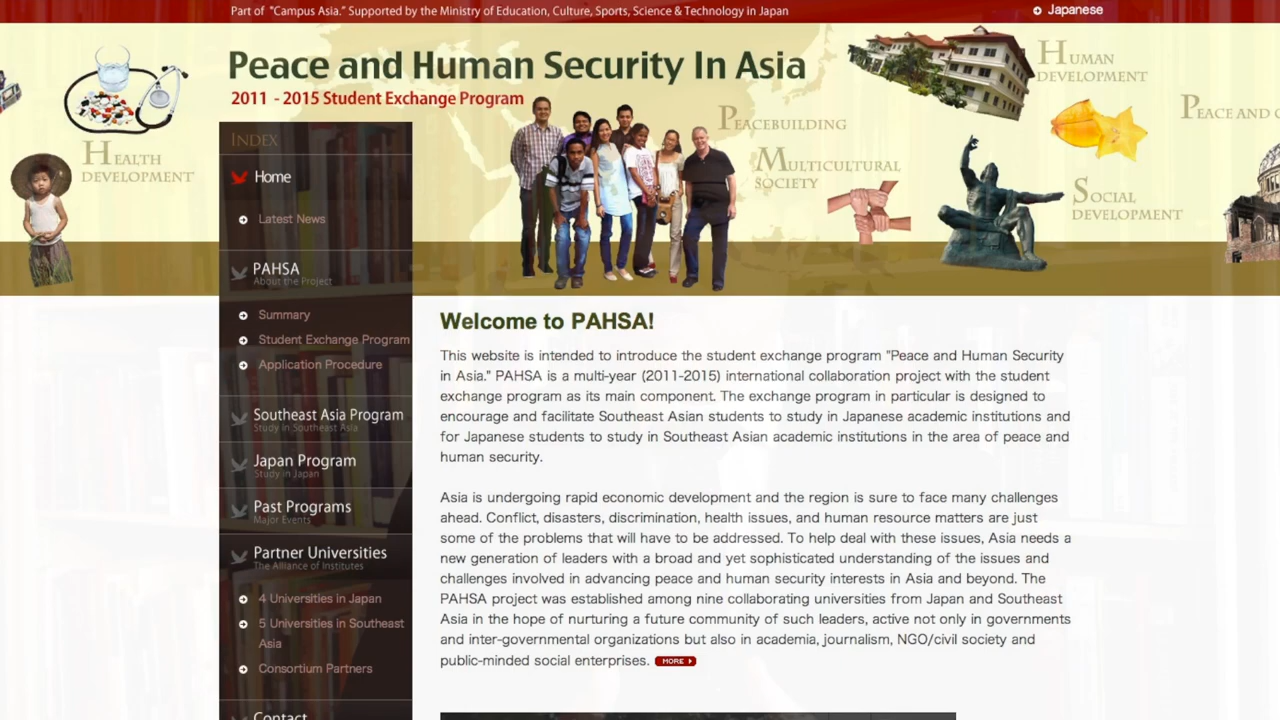 Part of "Campus Asia." Supported by the Ministry of Education, Culture, Sports, Science & Technology in Japan
Japanese
Peace and Human Security In Asia
2011 - 2015 Student Exchange Program
HUMAN
DEVELOPMENT
PEACEBUILDING
PEACE AND
HEALTH
DEVELOPMENT
MULTICULTURAL
SOCIETY
SOCIAL
DEVELOPMENT
INDEX
Home
Latest News
PAHSA
About the Project
Summary
Student Exchange Program
Application Procedure
Southeast Asia Program
Study in Southeast Asia
Japan Program
Study in Japan
Past Programs
Major Events
Partner Universities
The Alliance of Institutes
4 Universities in Japan
5 Universities in Southeast
Asia
Consortium Partners
Contact
Welcome to PAHSA!
This website is intended to introduce the student exchange program "Peace and Human Security
in Asia." PAHSA is a multi-year (2011-2015) international collaboration project with the student
exchange program as its main component. The exchange program in particular is designed to
encourage and facilitate Southeast Asian students to study in Japanese academic institutions and
for Japanese students to study in Southeast Asian academic institutions in the area of peace and
human security.
Asia is undergoing rapid economic development and the region is sure to face many challenges
ahead. Conflict, disasters, discrimination, health issues, and human resource matters are just
some of the problems that will have to be addressed. To help deal with these issues, Asia needs a
new generation of leaders with a broad and yet sophisticated understanding of the issues and
challenges involved in advancing peace and human security interests in Asia and beyond. The
PAHSA project was established among nine collaborating universities from Japan and Southeast
Asia in the hope of nurturing a future community of such leaders, active not only in governments
and inter-governmental organizations but also in academia, journalism, NGO/civil society and
public-minded social enterprises. MORE